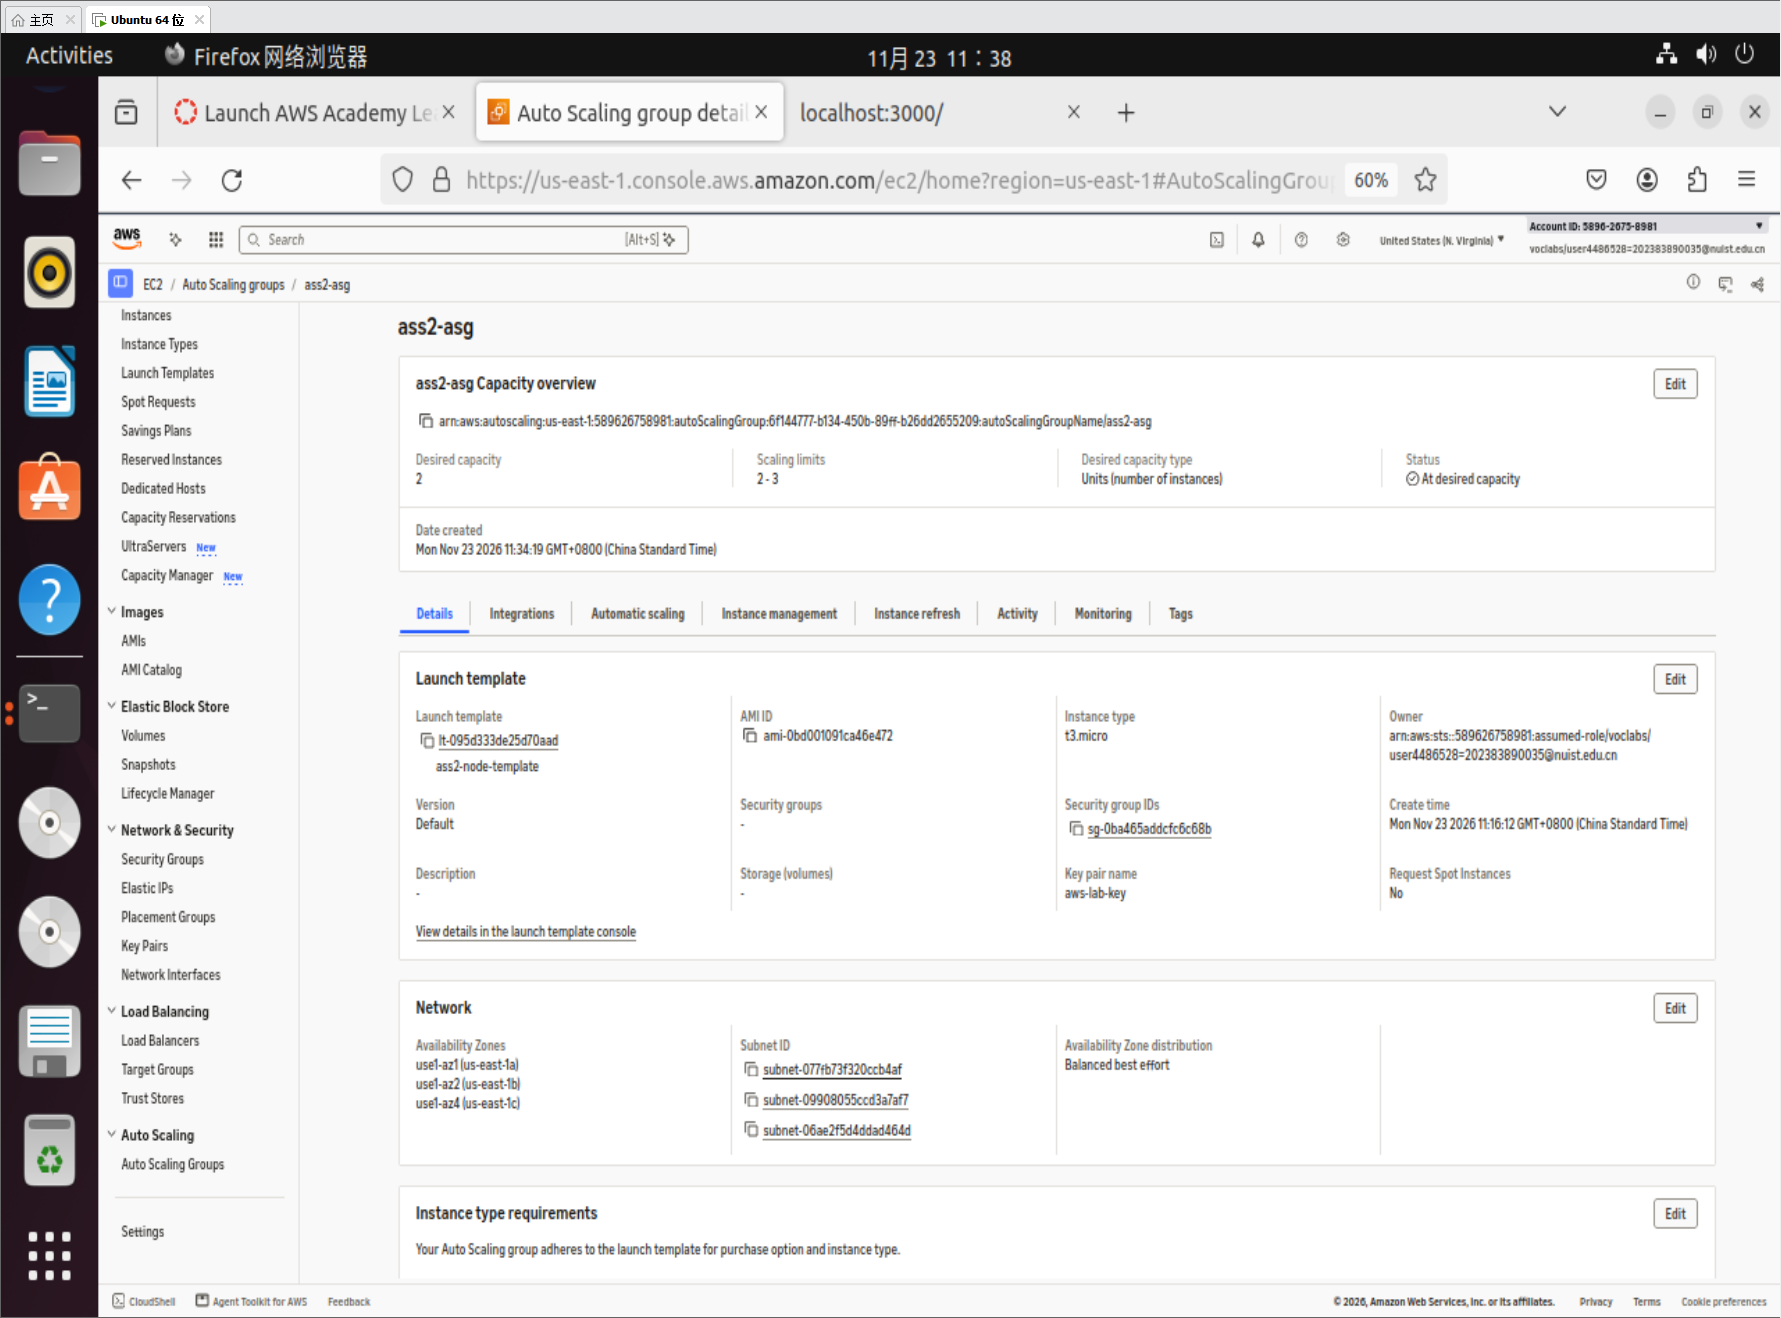 主页
Ubuntu 64 位
Activities
Firefox 网络浏览器
11月 23 11：38
Launch AWS Academy Le
Auto Scaling group detail
localhost:3000/
https://us-east-1.console.aws.amazon.com/ec2/home?region=us-east-1#AutoScalingGrou
60%
aws
Search
[Alt+S]
United States (N. Virginia)
Account ID: 5896-2675-8981
voclabs/user4486528=202383890035@nuist.edu.cn
EC2 / Auto Scaling groups / ass2-asg
Instances
Instance Types
Launch Templates
Spot Requests
Savings Plans
Reserved Instances
Dedicated Hosts
Capacity Reservations
UltraServers New
Capacity Manager New
Images
AMIs
AMI Catalog
Elastic Block Store
Volumes
Snapshots
Lifecycle Manager
Network & Security
Security Groups
Elastic IPs
Placement Groups
Key Pairs
Network Interfaces
Load Balancing
Load Balancers
Target Groups
Trust Stores
Auto Scaling
Auto Scaling Groups
Settings
ass2-asg
ass2-asg Capacity overview
Edit
arn:aws:autoscaling:us-east-1:589626758981:autoScalingGroup:6f144777-b134-450b-89ff-b26dd2655209:autoScalingGroupName/ass2-asg
Desired capacity
2
Scaling limits
2 - 3
Desired capacity type
Units (number of instances)
Status
At desired capacity
Date created
Mon Nov 23 2026 11:34:19 GMT+0800 (China Standard Time)
Details
Integrations
Automatic scaling
Instance management
Instance refresh
Activity
Monitoring
Tags
Launch template
Edit
Launch template
lt-095d333de25d70aad
ass2-node-template
AMI ID
ami-0bd001091ca46e472
Instance type
t3.micro
Owner
arn:aws:sts::589626758981:assumed-role/voclabs/
user4486528=202383890035@nuist.edu.cn
Version
Default
Security groups
-
Security group IDs
sg-0ba465addcfc6c68b
Create time
Mon Nov 23 2026 11:16:12 GMT+0800 (China Standard Time)
Description
-
Storage (volumes)
-
Key pair name
aws-lab-key
Request Spot Instances
No
View details in the launch template console
Network
Edit
Availability Zones
use1-az1 (us-east-1a)
use1-az2 (us-east-1b)
use1-az4 (us-east-1c)
Subnet ID
subnet-077fb73f320ccb4af
subnet-09908055ccd3a7af7
subnet-06ae2f5d4ddad464d
Availability Zone distribution
Balanced best effort
Instance type requirements
Edit
Your Auto Scaling group adheres to the launch template for purchase option and instance type.
CloudShell
Agent Toolkit for AWS
Feedback
© 2026, Amazon Web Services, Inc. or its affiliates.
Privacy
Terms
Cookie preferences